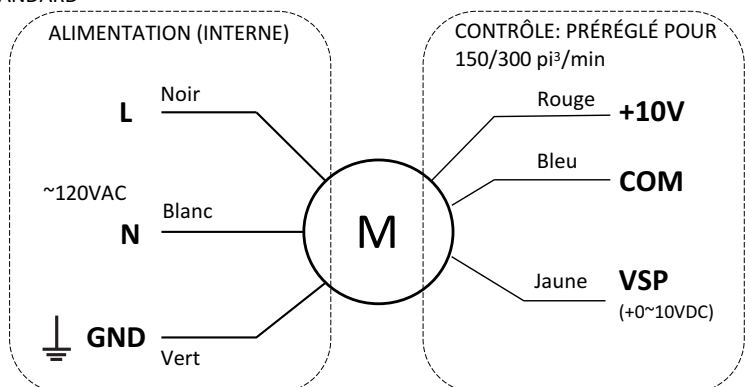 ALIMENTATION (INTERNE)
L
Noir
~120VAC
N
Blanc
GND
Vert
M
CONTRÔLE: PRÉRÉGLÉ POUR
150/300 pi³/min
Rouge
+10V
Bleu
COM
Jaune
VSP
(+0~10VDC)